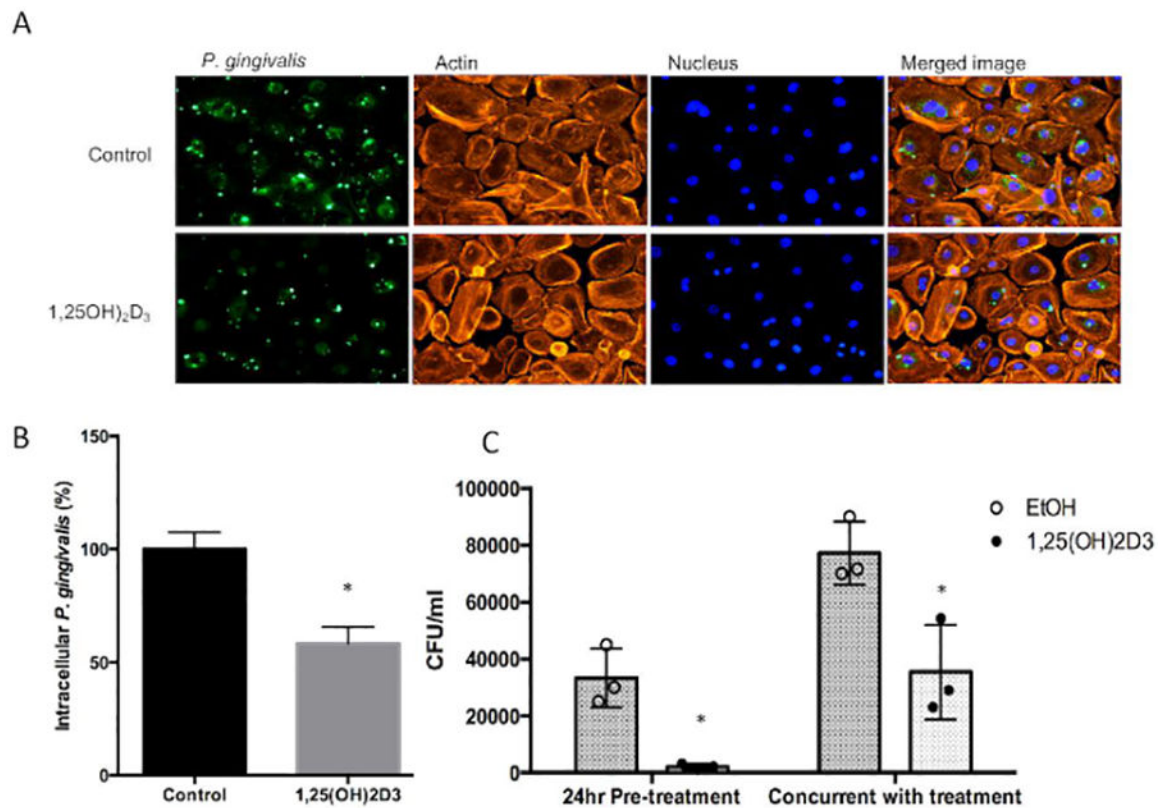 A
P. gingivalis Actin Nucleus Merged image
Control
1,25OH)₂D₃
B
150
100
50
0
Intracellular P. gingivalis (%)
Control 1,25(OH)2D3
C
100000
80000
60000
40000
20000
0
CFU/ml
EtOH
1,25(OH)2D3
*
*
*
24hr Pre-treatment Concurrent with treatment